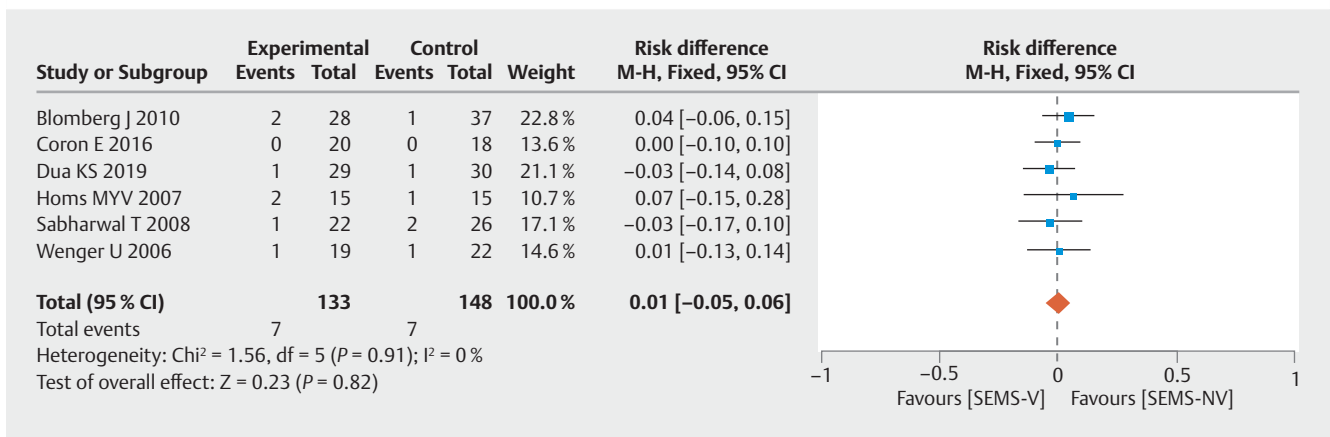 Experimental Control Risk difference Risk difference
Study or Subgroup Events Total Events Total Weight M-H, Fixed, 95% CI M-H, Fixed, 95% CI
Blomberg J 2010 2 28 1 37 22.8 % 0.04 [−0.06, 0.15]
Coron E 2016 0 20 0 18 13.6 % 0.00 [−0.10, 0.10]
Dua KS 2019 1 29 1 30 21.1 % −0.03 [−0.14, 0.08]
Homs MYV 2007 2 15 1 15 10.7 % 0.07 [−0.15, 0.28]
Sabharwal T 2008 1 22 2 26 17.1 % −0.03 [−0.17, 0.10]
Wenger U 2006 1 19 1 22 14.6 % 0.01 [−0.13, 0.14]
Total (95 % CI) 133 148 100.0 % 0.01 [−0.05, 0.06]
Total events 7 7
Heterogeneity: Chi² = 1.56, df = 5 (P = 0.91); I² = 0 %
Test of overall effect: Z = 0.23 (P = 0.82)
−1 −0.5 0 0.5 1
Favours [SEMS-V] Favours [SEMS-NV]